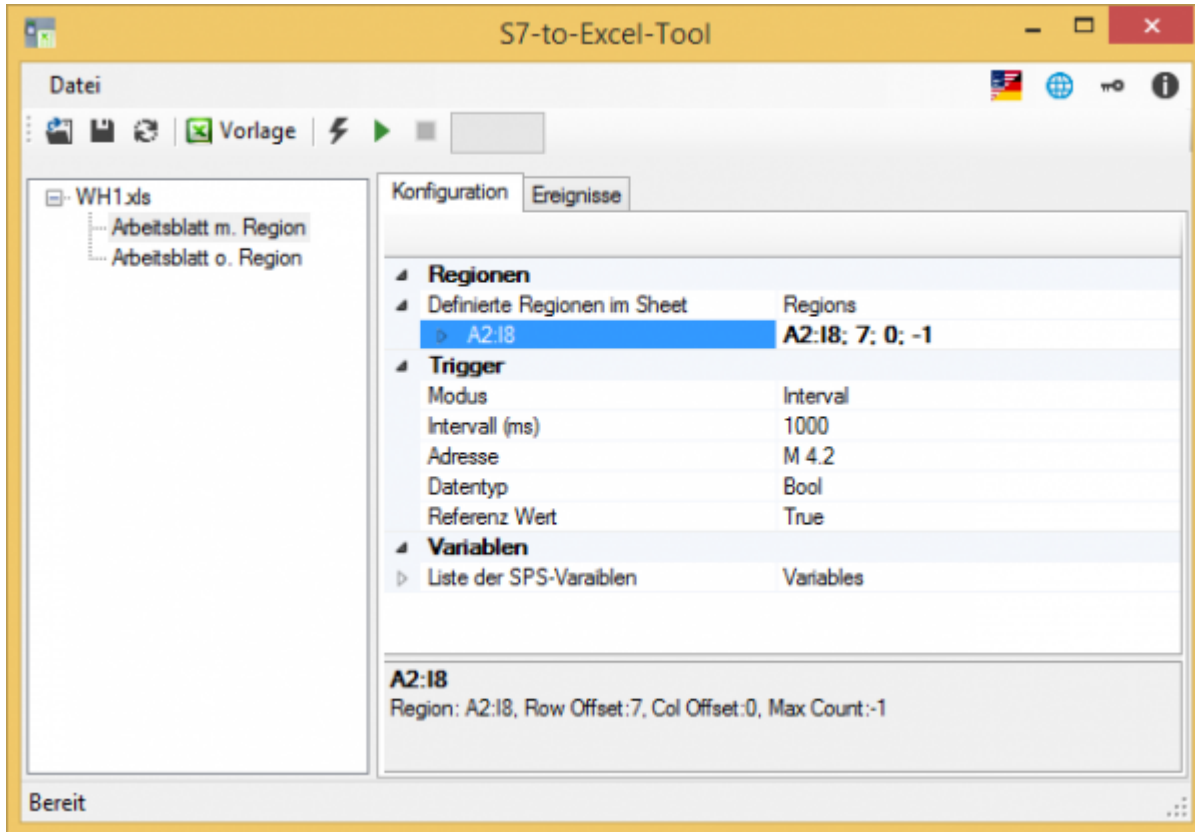 S7-to-Excel-Tool
Datei
Vorlage
WH1.xls
Arbeitsblatt m. Region
Arbeitsblatt o. Region
Konfiguration Ereignisse
Regionen
Definierte Regionen im Sheet Regions
A2:I8 A2:I8; 7; 0; -1
Trigger
Modus Interval
Intervall (ms) 1000
Adresse M 4.2
Datentyp Bool
Referenz Wert True
Variablen
Liste der SPS-Varaiblen Variables
A2:I8
Region: A2:I8, Row Offset:7, Col Offset:0, Max Count:-1
Bereit